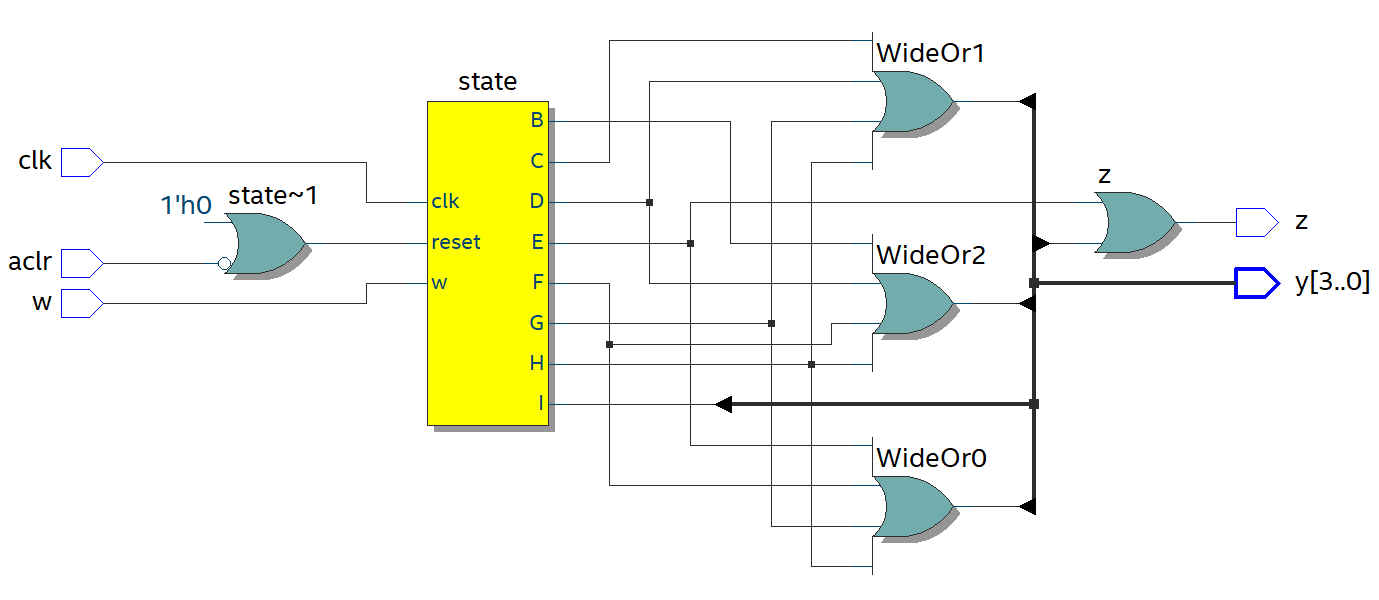 state
clk
1'h0
state~1
aclr
w
clk
reset
w
B
C
D
E
F
G
H
I
WideOr1
WideOr2
WideOr0
z
z
y[3..0]